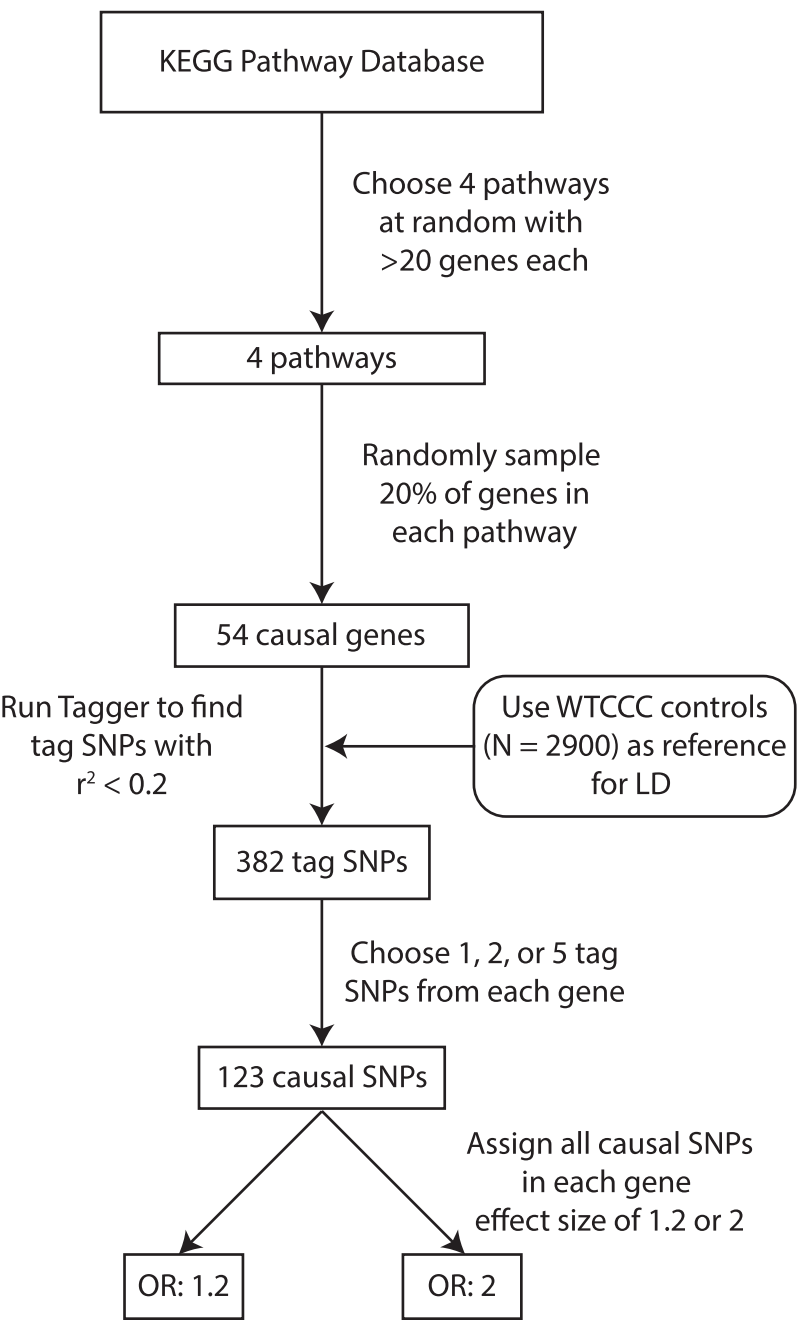 KEGG Pathway Database
Choose 4 pathways
at random with
>20 genes each
4 pathways
Randomly sample
20% of genes in
each pathway
54 causal genes
Run Tagger to find
tag SNPs with
r² < 0.2
Use WTCCC controls
(N = 2900) as reference
for LD
382 tag SNPs
Choose 1, 2, or 5 tag
SNPs from each gene
123 causal SNPs
Assign all causal SNPs
in each gene
effect size of 1.2 or 2
OR: 1.2
OR: 2